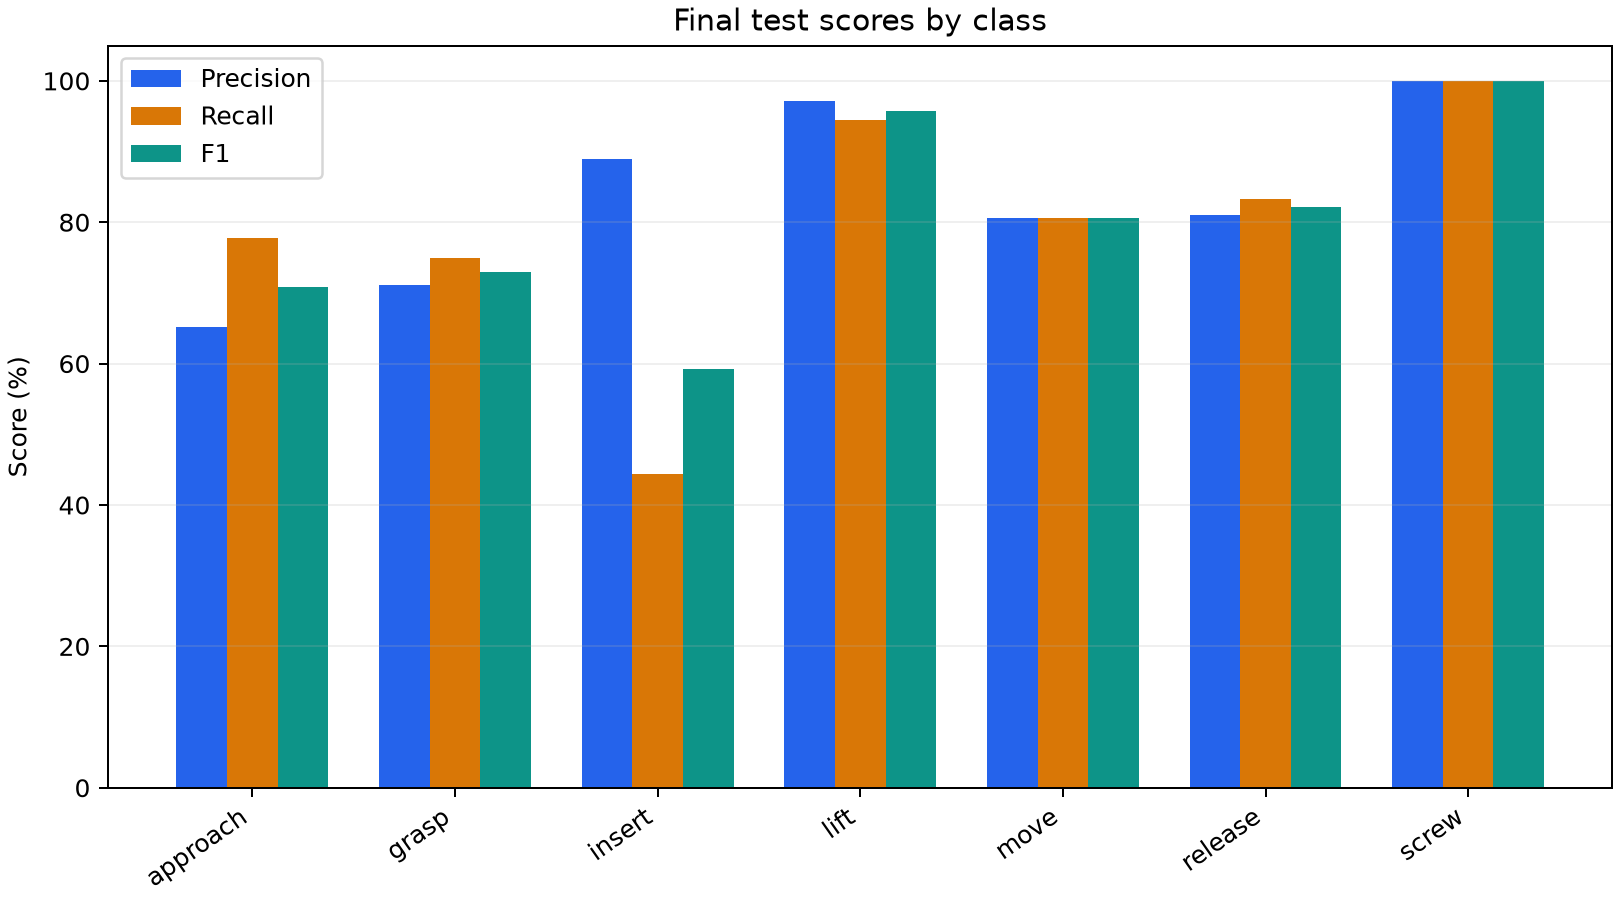 Final test scores by class
Precision
Recall
F1
Score (%)
100
80
60
40
20
0
approach
grasp
insert
lift
move
release
screw